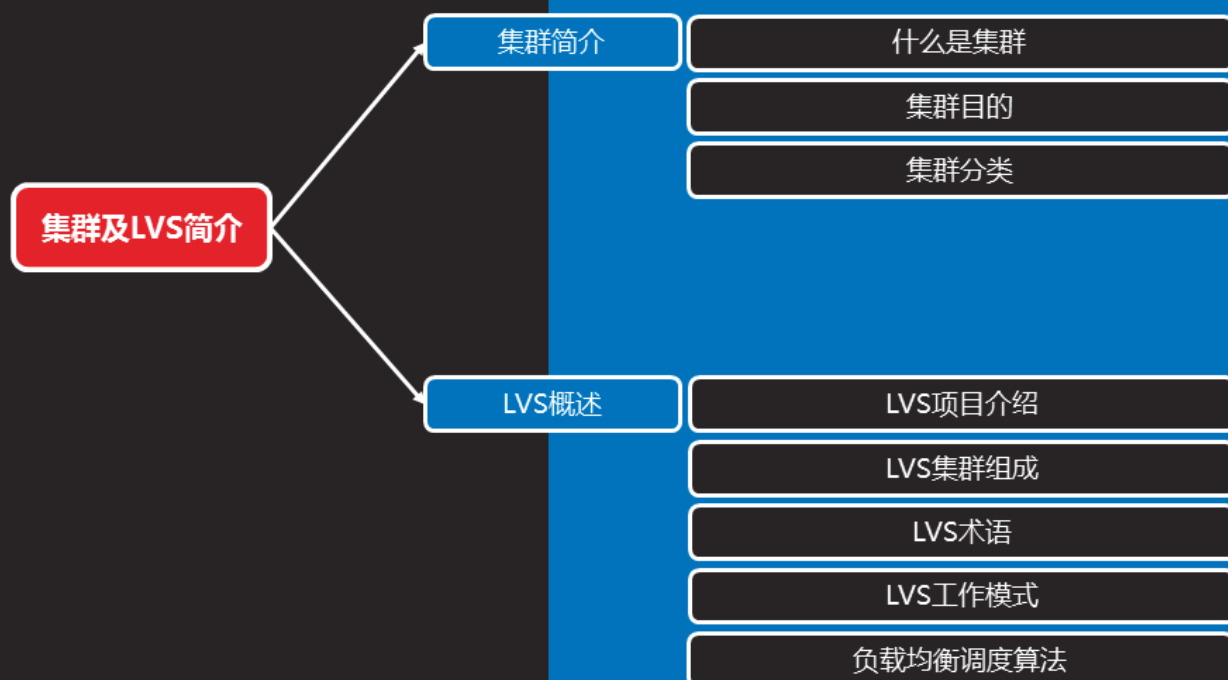 集群及LVS简介
集群简介
什么是集群
集群目的
集群分类
LVS概述
LVS项目介绍
LVS集群组成
LVS术语
LVS工作模式
负载均衡调度算法